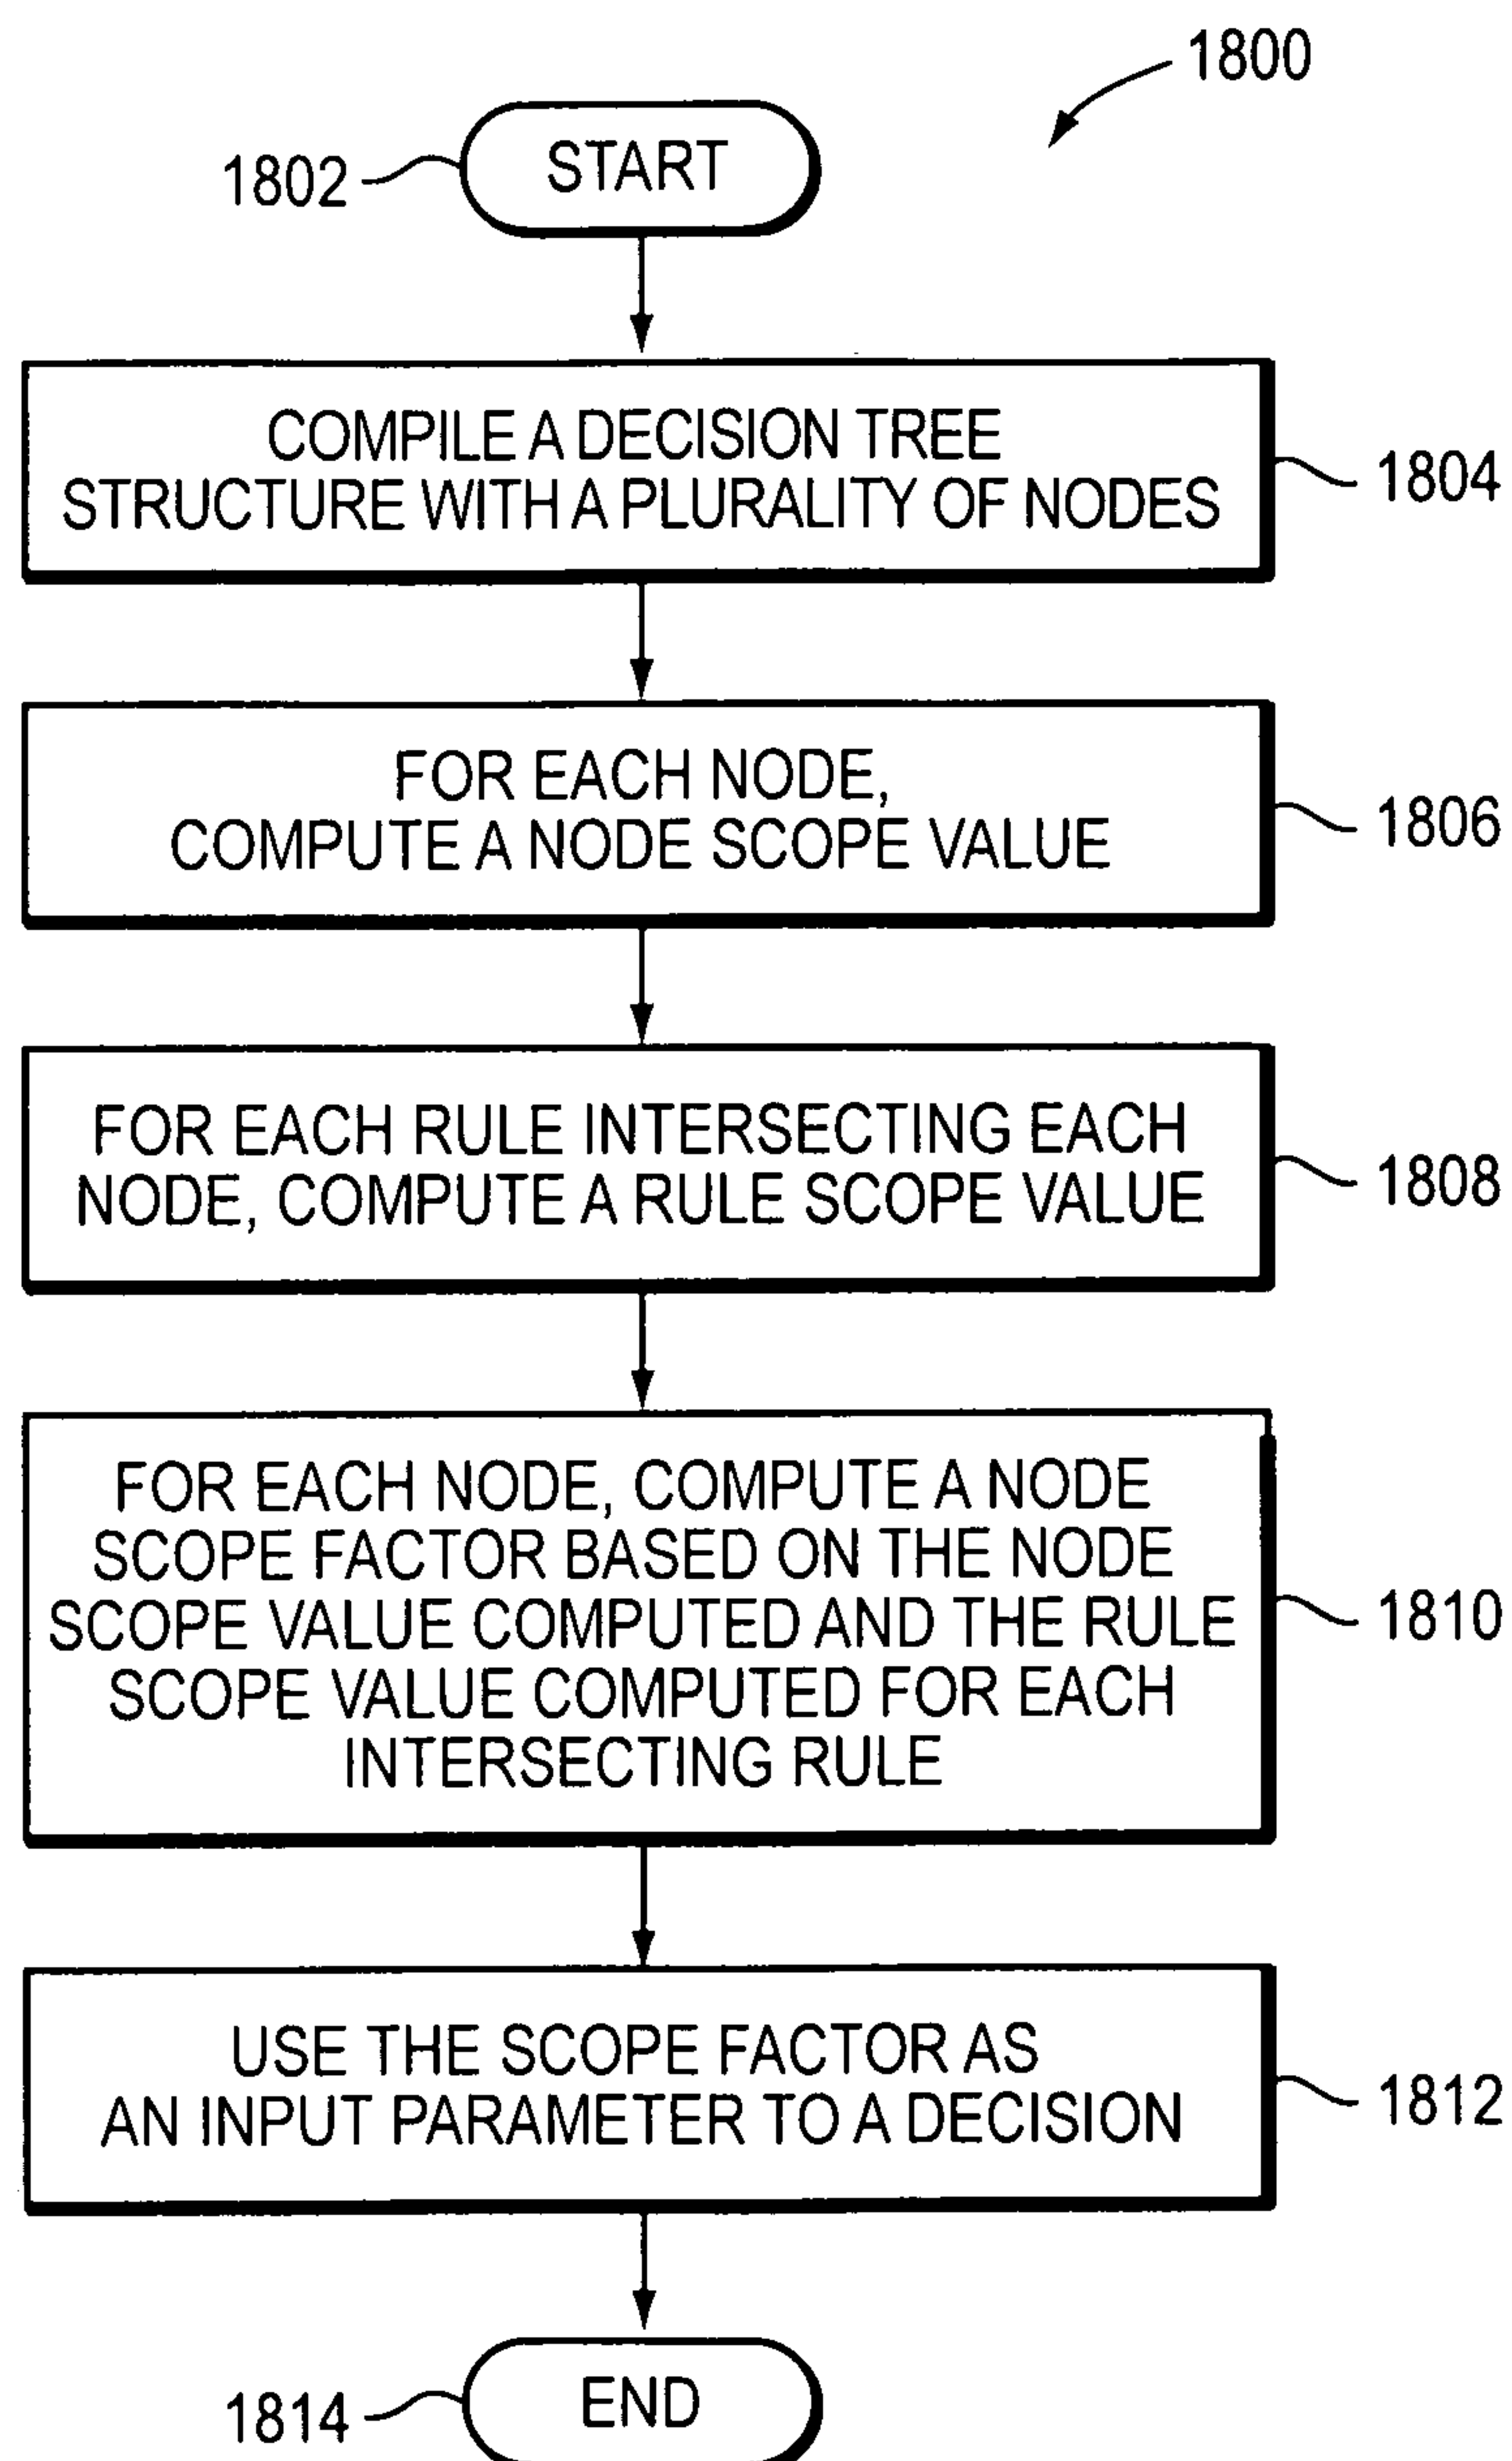 1800
1802
START
COMPILE A DECISION TREE
STRUCTURE WITH A PLURALITY OF NODES
1804
FOR EACH NODE,
COMPUTE A NODE SCOPE VALUE
1806
FOR EACH RULE INTERSECTING EACH
NODE, COMPUTE A RULE SCOPE VALUE
1808
FOR EACH NODE, COMPUTE A NODE
SCOPE FACTOR BASED ON THE NODE
SCOPE VALUE COMPUTED AND THE RULE
SCOPE VALUE COMPUTED FOR EACH
INTERSECTING RULE
1810
USE THE SCOPE FACTOR AS
AN INPUT PARAMETER TO A DECISION
1812
1814
END